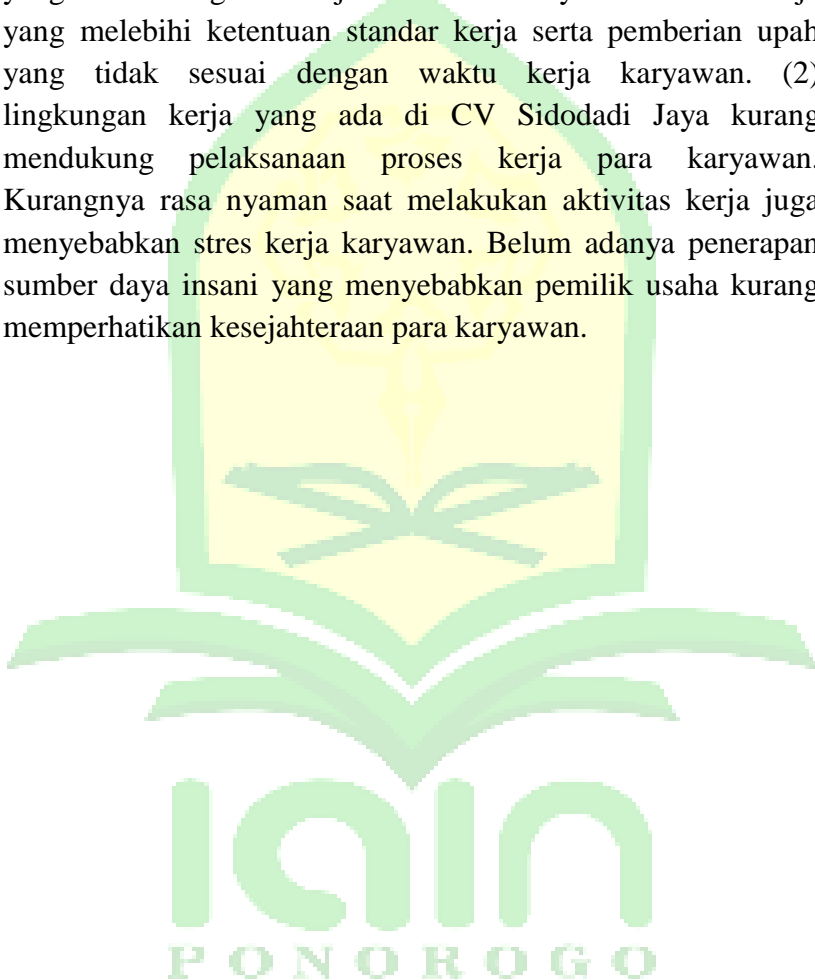 yang melebihi ketentuan standar kerja serta pemberian upah
yang tidak sesuai dengan waktu kerja karyawan. (2)
lingkungan kerja yang ada di CV Sidodadi Jaya kurang
mendukung pelaksanaan proses kerja para karyawan.
Kurangnya rasa nyaman saat melakukan aktivitas kerja juga
menyebabkan stres kerja karyawan. Belum adanya penerapan
sumber daya insani yang menyebabkan pemilik usaha kurang
memperhatikan kesejahteraan para karyawan.
iain
PONOROGO